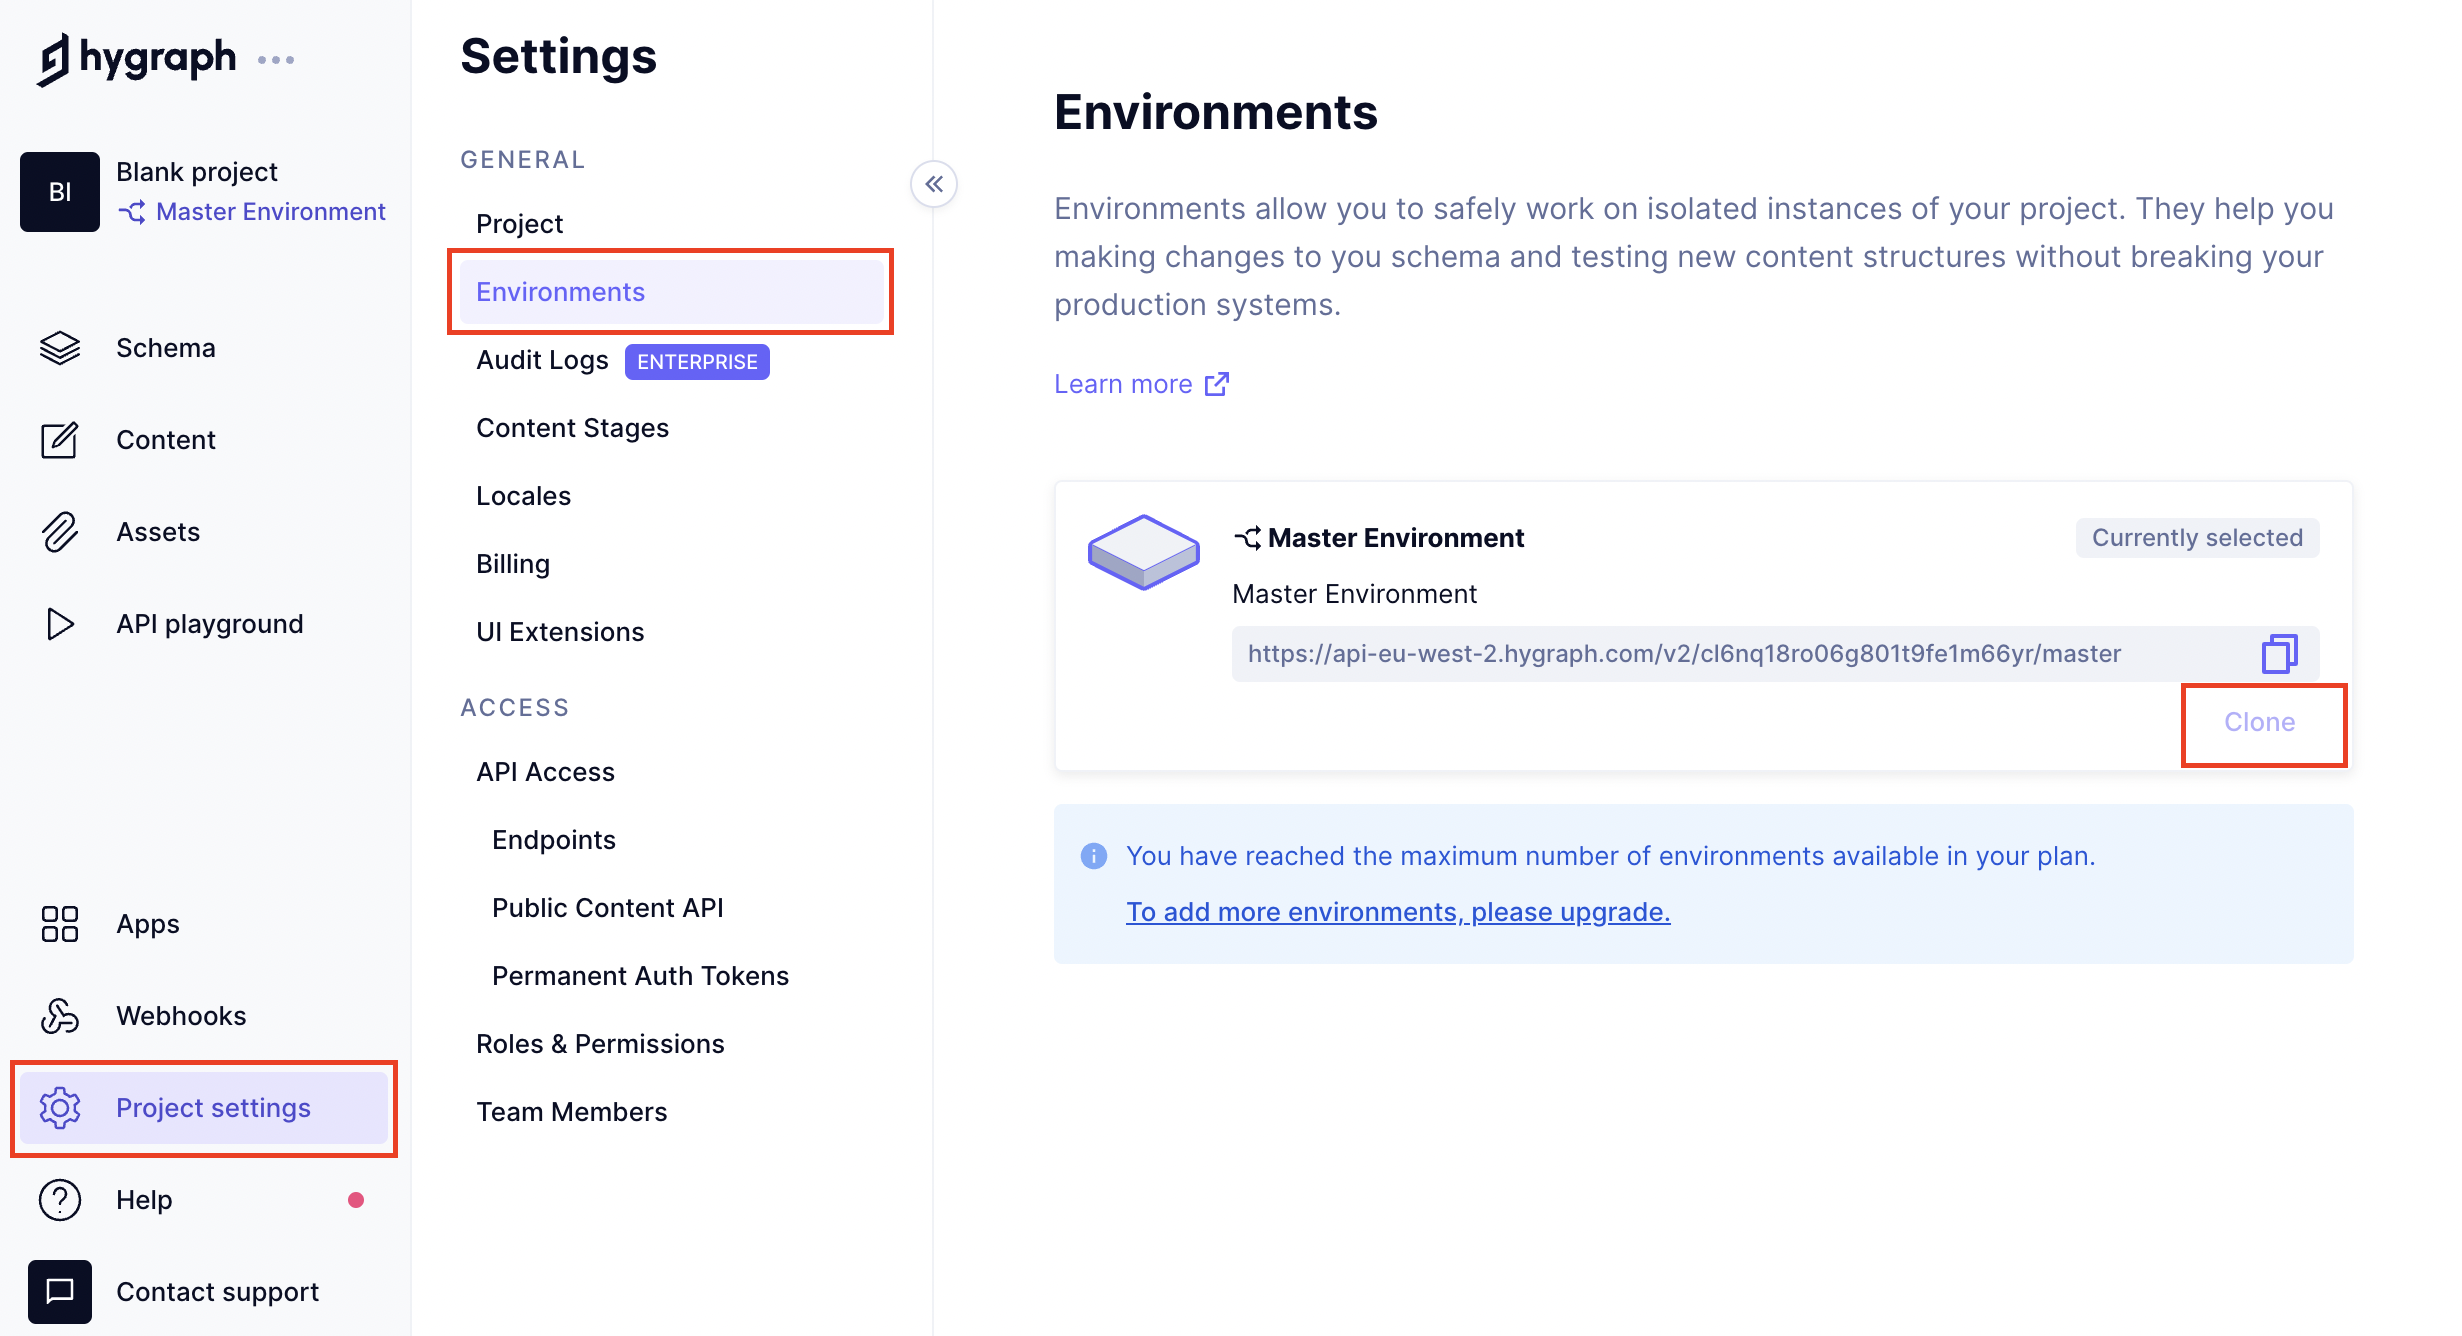 hygraph
BI
Blank project
Master Environment
Schema
Content
Assets
API playground
Apps
Webhooks
Project settings
Help
Contact support
Settings
GENERAL
Project
Environments
Audit Logs ENTERPRISE
Content Stages
Locales
Billing
UI Extensions
ACCESS
API Access
Endpoints
Public Content API
Permanent Auth Tokens
Roles & Permissions
Team Members
Environments
Environments allow you to safely work on isolated instances of your project. They help you
making changes to you schema and testing new content structures without breaking your
production systems.
Learn more
Master Environment
Currently selected
Master Environment
https://api-eu-west-2.hygraph.com/v2/cl6nq18ro06g801t9fe1m66yr/master
Clone
You have reached the maximum number of environments available in your plan.
To add more environments, please upgrade.